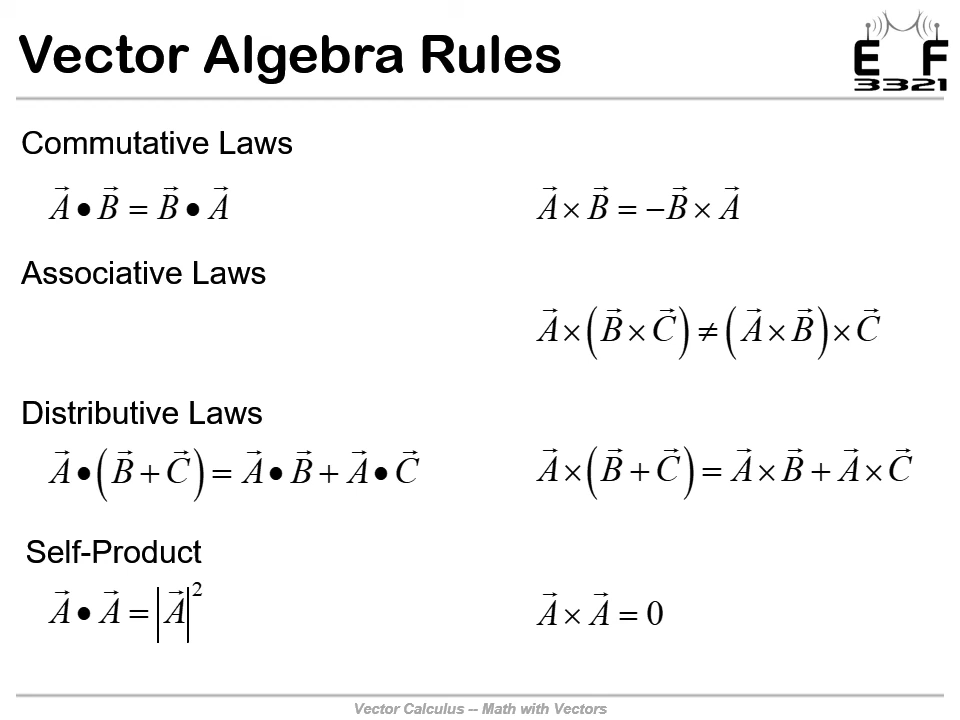 Vector Algebra Rules
E F
3321
Commutative Laws
A⃗ • B⃗ = B⃗ • A⃗
A⃗ × B⃗ = −B⃗ × A⃗
Associative Laws
A⃗ × (B⃗ × C⃗) ≠ (A⃗ × B⃗) × C⃗
Distributive Laws
A⃗ • (B⃗ + C⃗) = A⃗ • B⃗ + A⃗ • C⃗
A⃗ × (B⃗ + C⃗) = A⃗ × B⃗ + A⃗ × C⃗
Self-Product
A⃗ • A⃗ = |A⃗|²
A⃗ × A⃗ = 0
Vector Calculus -- Math with Vectors